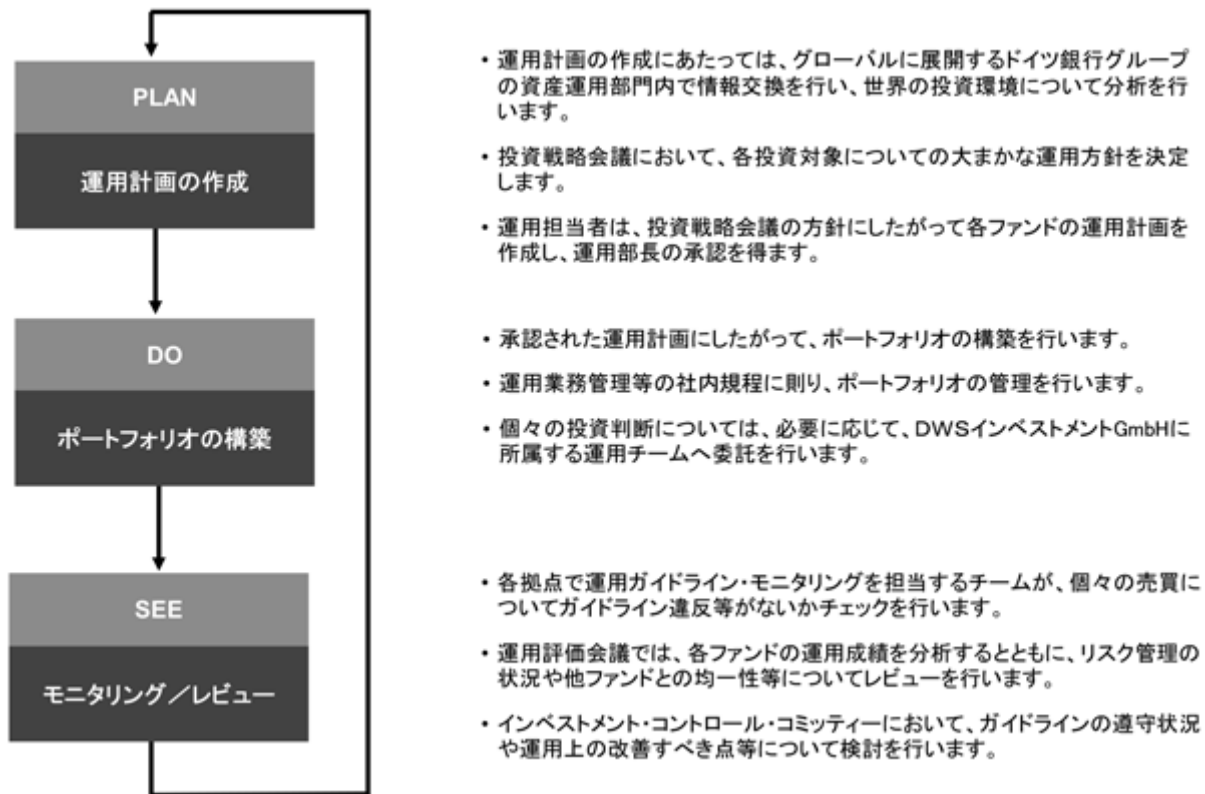 PLAN
運用計画の作成
・運用計画の作成にあたっては、グローバルに展開するドイツ銀行グループ
の資産運用部門内で情報交換を行い、世界の投資環境について分析を行
います。
・投資戦略会議において、各投資対象についての大まかな運用方針を決定
します。
・運用担当者は、投資戦略会議の方針にしたがって各ファンドの運用計画を
作成し、運用部長の承認を得ます。
DO
ポートフォリオの構築
・承認された運用計画にしたがって、ポートフォリオの構築を行います。
・運用業務管理等の社内規程に則り、ポートフォリオの管理を行います。
・個々の投資判断については、必要に応じて、DWSインベストメントGmbHに
所属する運用チームへ委託を行います。
SEE
モニタリング／レビュー
・各拠点で運用ガイドライン・モニタリングを担当するチームが、個々の売買に
ついてガイドライン違反等がないかチェックを行います。
・運用評価会議では、各ファンドの運用成績を分析するとともに、リスク管理の
状況や他ファンドとの均一性等についてレビューを行います。
・インベストメント・コントロール・コミッティーにおいて、ガイドラインの遵守状況
や運用上の改善すべき点等について検討を行います。